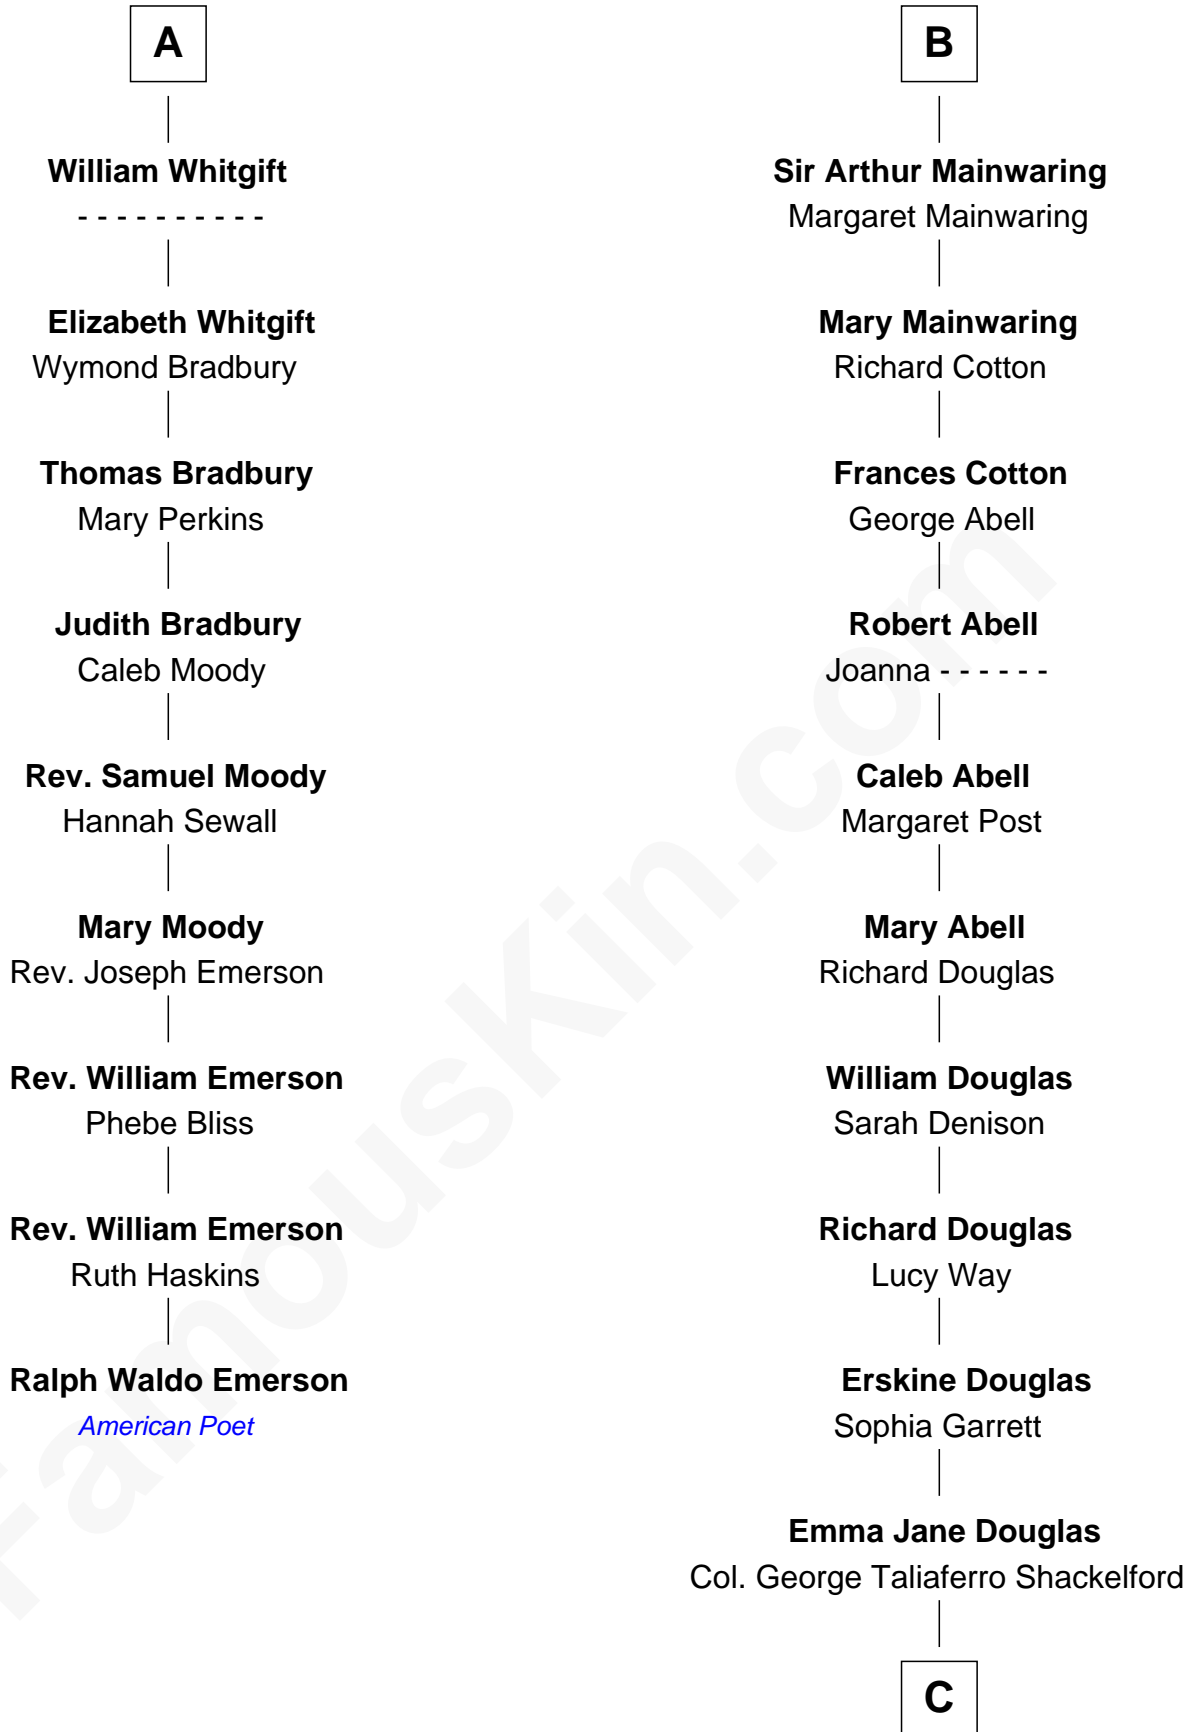 A
William Whitgift
- - - - - - - - - -
Elizabeth Whitgift
Wymond Bradbury
Thomas Bradbury
Mary Perkins
Judith Bradbury
Caleb Moody
Rev. Samuel Moody
Hannah Sewall
Mary Moody
Rev. Joseph Emerson
Rev. William Emerson
Phebe Bliss
Rev. William Emerson
Ruth Haskins
Ralph Waldo Emerson
American Poet
B
Sir Arthur Mainwaring
Margaret Mainwaring
Mary Mainwaring
Richard Cotton
Frances Cotton
George Abell
Robert Abell
Joanna - - - - - -
Caleb Abell
Margaret Post
Mary Abell
Richard Douglas
William Douglas
Sarah Denison
Richard Douglas
Lucy Way
Erskine Douglas
Sophia Garrett
Emma Jane Douglas
Col. George Taliaferro Shackelford
C
FamousKin.com